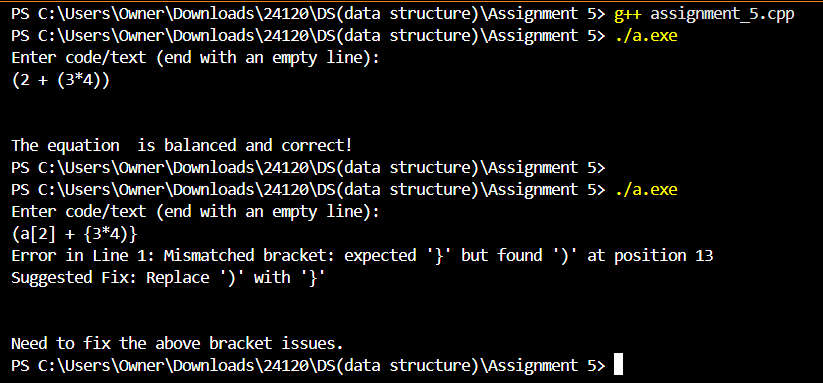 PS C:\Users\Owner\Downloads\24120\DS(data structure)\Assignment 5> g++ assignment_5.cpp
PS C:\Users\Owner\Downloads\24120\DS(data structure)\Assignment 5> ./a.exe
Enter code/text (end with an empty line):
(2 + (3*4))
The equation  is balanced and correct!
PS C:\Users\Owner\Downloads\24120\DS(data structure)\Assignment 5>
PS C:\Users\Owner\Downloads\24120\DS(data structure)\Assignment 5> ./a.exe
Enter code/text (end with an empty line):
(a[2] + {3*4)}
Error in Line 1: Mismatched bracket: expected '}' but found ')' at position 13
Suggested Fix: Replace ')' with '}'
Need to fix the above bracket issues.
PS C:\Users\Owner\Downloads\24120\DS(data structure)\Assignment 5>